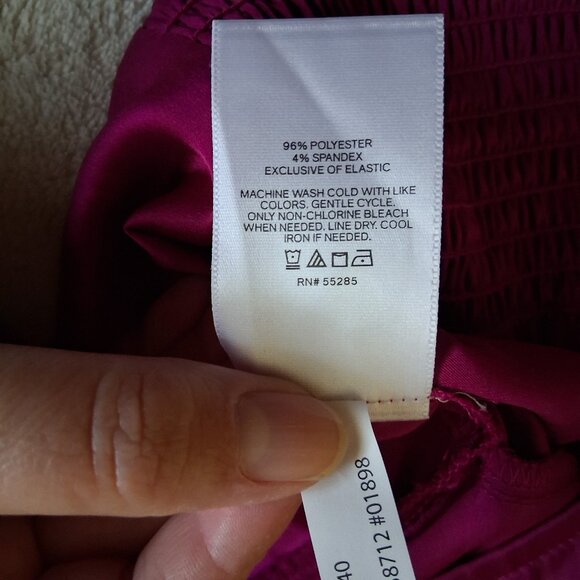 96% POLYESTER
4% SPANDEX
EXCLUSIVE OF ELASTIC
MACHINE WASH COLD WITH LIKE
COLORS. GENTLE CYCLE.
ONLY NON-CHLORINE BLEACH
WHEN NEEDED. LINE DRY. COOL
IRON IF NEEDED.
RN# 55285
8712 #01898
40